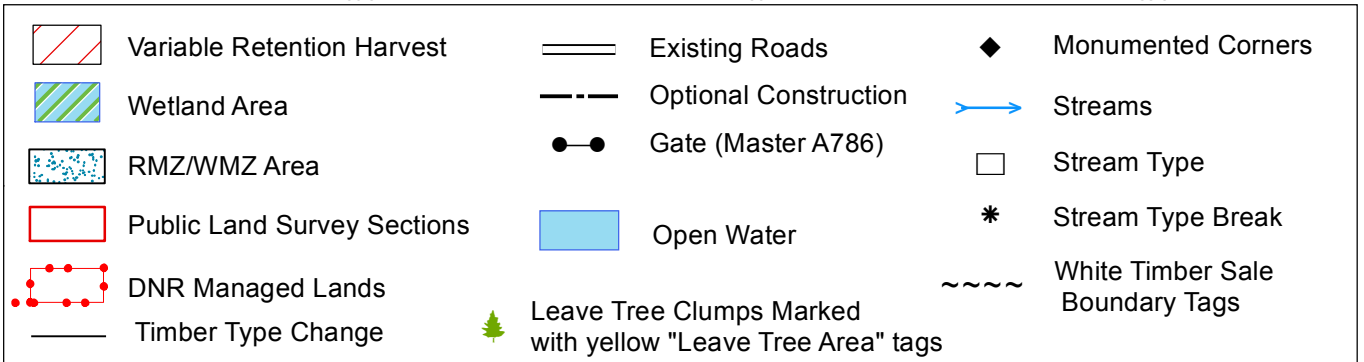 Variable Retention Harvest
Wetland Area
RMZ/WMZ Area
Public Land Survey Sections
DNR Managed Lands
Timber Type Change
Existing Roads
Optional Construction
Gate (Master A786)
Open Water
Leave Tree Clumps Marked
with yellow "Leave Tree Area" tags
Monumented Corners
Streams
Stream Type
Stream Type Break
White Timber Sale
Boundary Tags